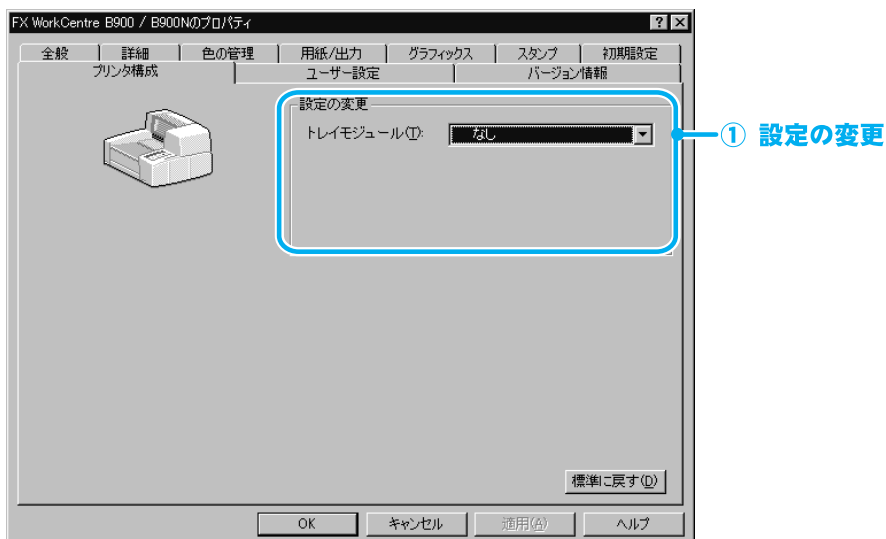 FX WorkCentre B900 / B900Nのプロパティ
全般 詳細 色の管理 用紙/出力 グラフィックス スタンプ 初期設定
プリンタ構成 ユーザー設定 バージョン情報
設定の変更
トレイモジュール(T): なし
① 設定の変更
標準に戻す(D)
OK キャンセル 適用(A) ヘルプ